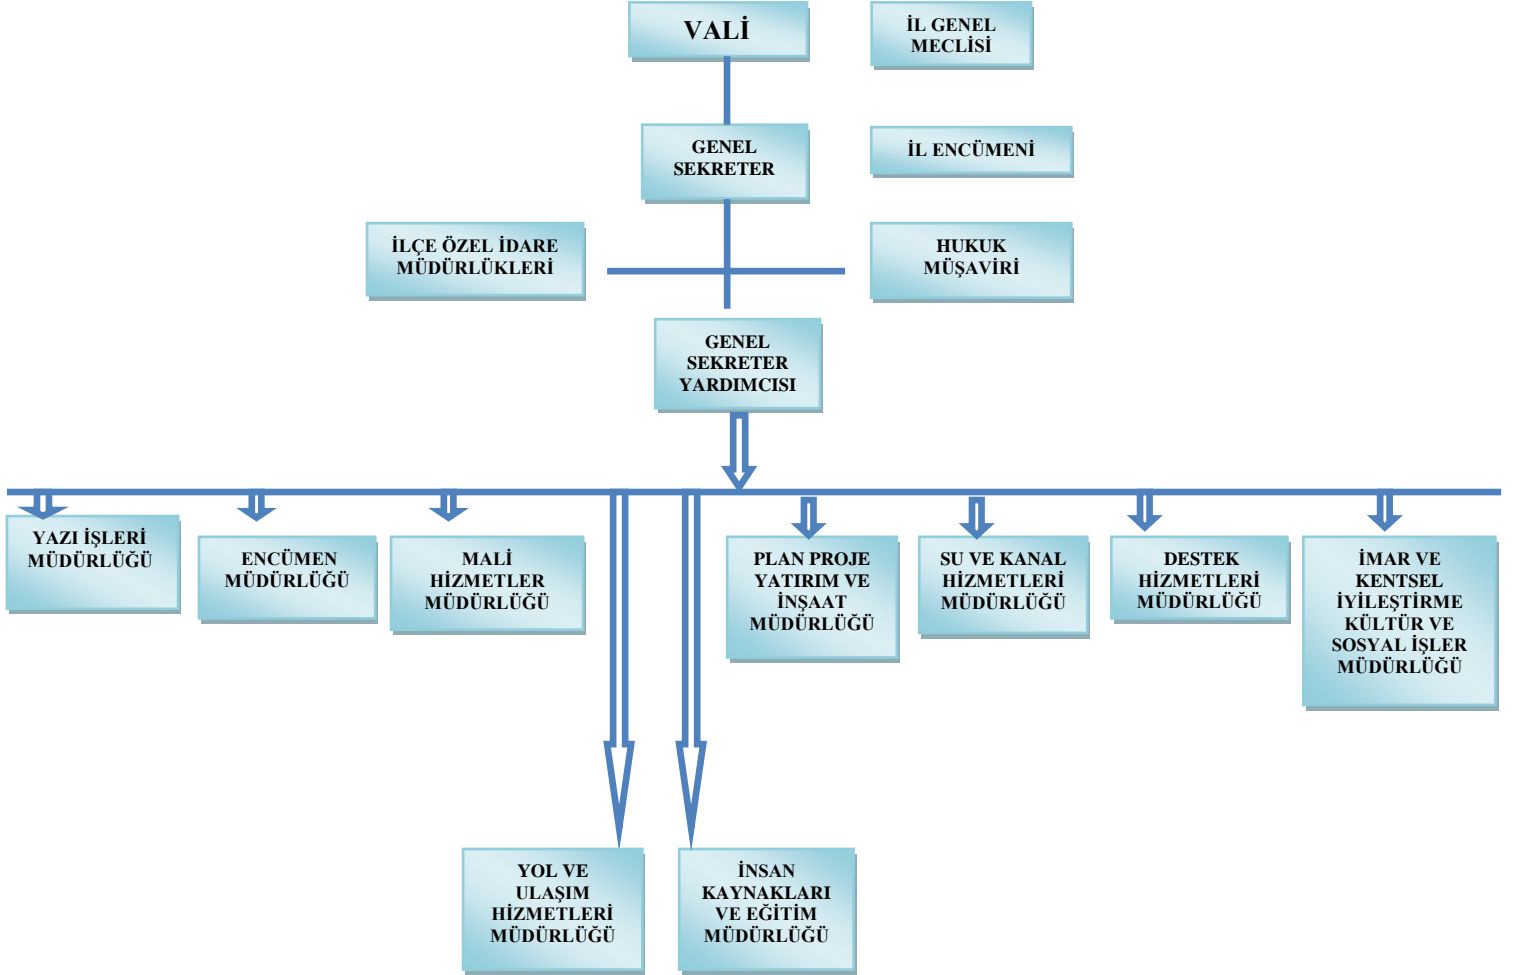 VALİ
İL GENEL
MECLİSİ
GENEL
SEKRETER
İL ENCÜMENİ
İLÇE ÖZEL İDARE
MÜDÜRLÜKLERİ
HUKUK
MÜŞAVİRİ
GENEL
SEKRETER
YARDIMCISI
YAZI İŞLERİ
MÜDÜRLÜĞÜ
ENCÜMEN
MÜDÜRLÜĞÜ
MALİ
HİZMETLER
MÜDÜRLÜĞÜ
PLAN PROJE
YATIRIM VE
İNŞAAT
MÜDÜRLÜĞÜ
SU VE KANAL
HİZMETLERİ
MÜDÜRLÜĞÜ
DESTEK
HİZMETLERİ
MÜDÜRLÜĞÜ
İMAR VE
KENTSEL
İYİLEŞTİRME
KÜLTÜR VE
SOSYAL İŞLER
MÜDÜRLÜĞÜ
YOL VE
ULAŞIM
HİZMETLERİ
MÜDÜRLÜĞÜ
İNSAN
KAYNAKLARI
VE EĞİTİM
MÜDÜRLÜĞÜ